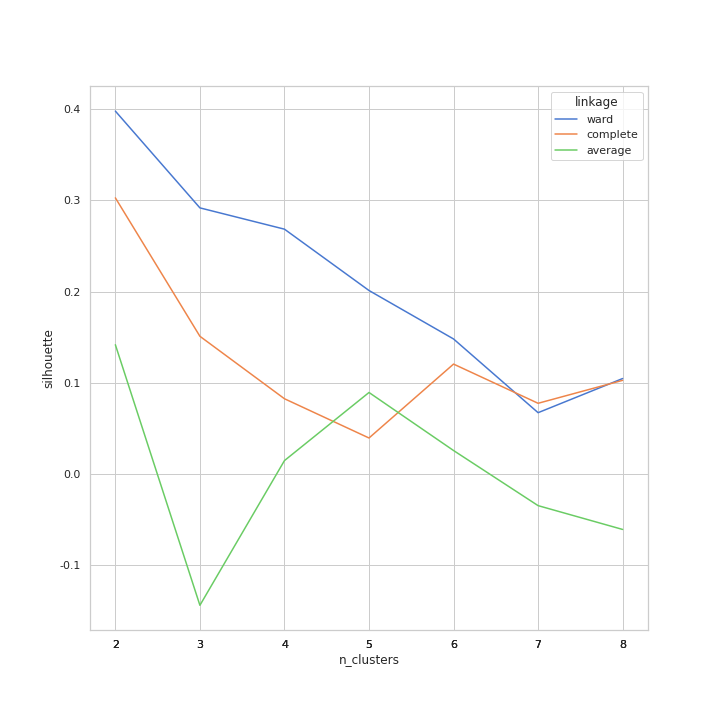 linkage
ward
complete
average
silhouette
0.4
0.3
0.2
0.1
0.0
-0.1
2 3 4 5 6 7 8
n_clusters